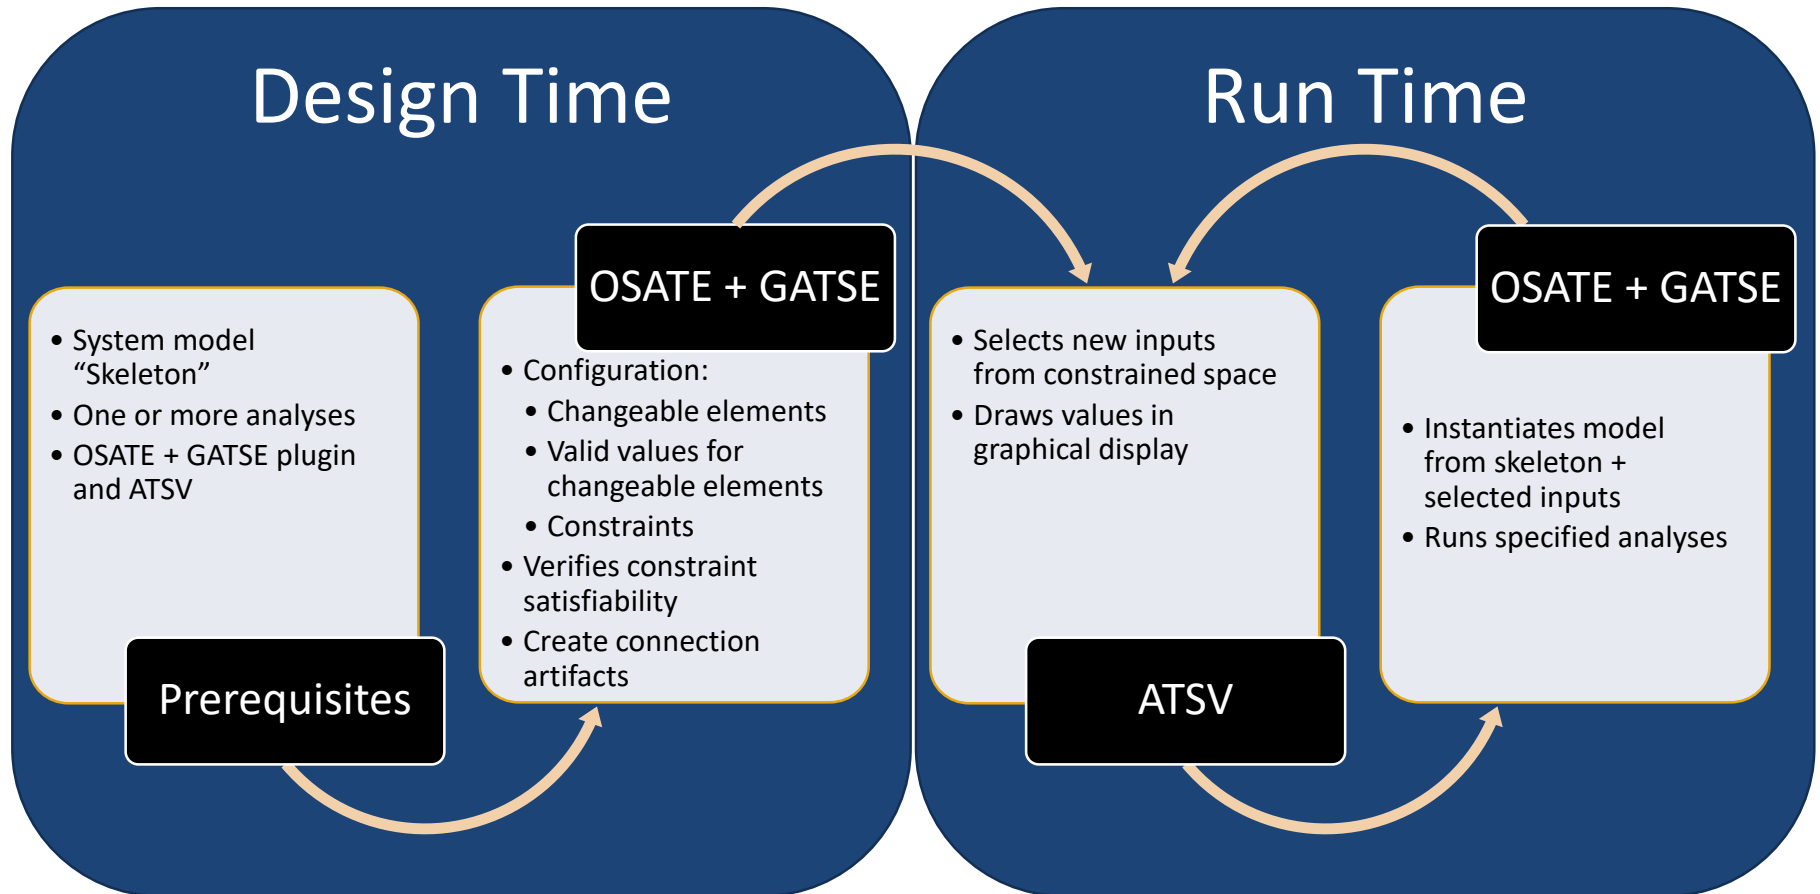 Design Time
• System model
“Skeleton”
• One or more analyses
• OSATE + GATSE plugin
and ATSV
Prerequisites
OSATE + GATSE
• Configuration:
• Changeable elements
• Valid values for
changeable elements
• Constraints
• Verifies constraint
satisfiability
• Create connection
artifacts
Run Time
• Selects new inputs
from constrained space
• Draws values in
graphical display
ATSV
OSATE + GATSE
• Instantiates model
from skeleton +
selected inputs
• Runs specified analyses